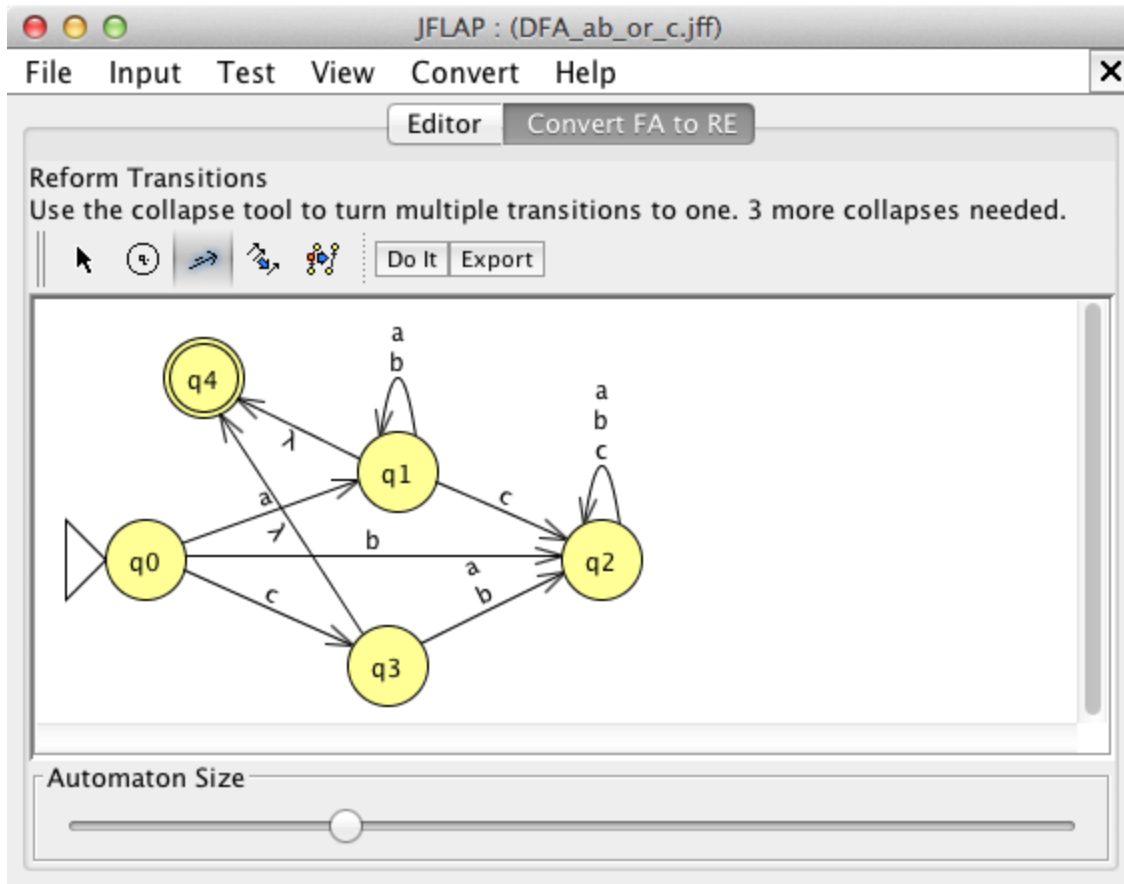 JFLAP : (DFA_ab_or_c.jff)
File Input Test View Convert Help
Editor Convert FA to RE
Reform Transitions
Use the collapse tool to turn multiple transitions to one. 3 more collapses needed.
Do It Export
a
b
q4
a
b
c
λ
q1
a
c
λ
b
q0
a
q2
c
b
q3
Automaton Size